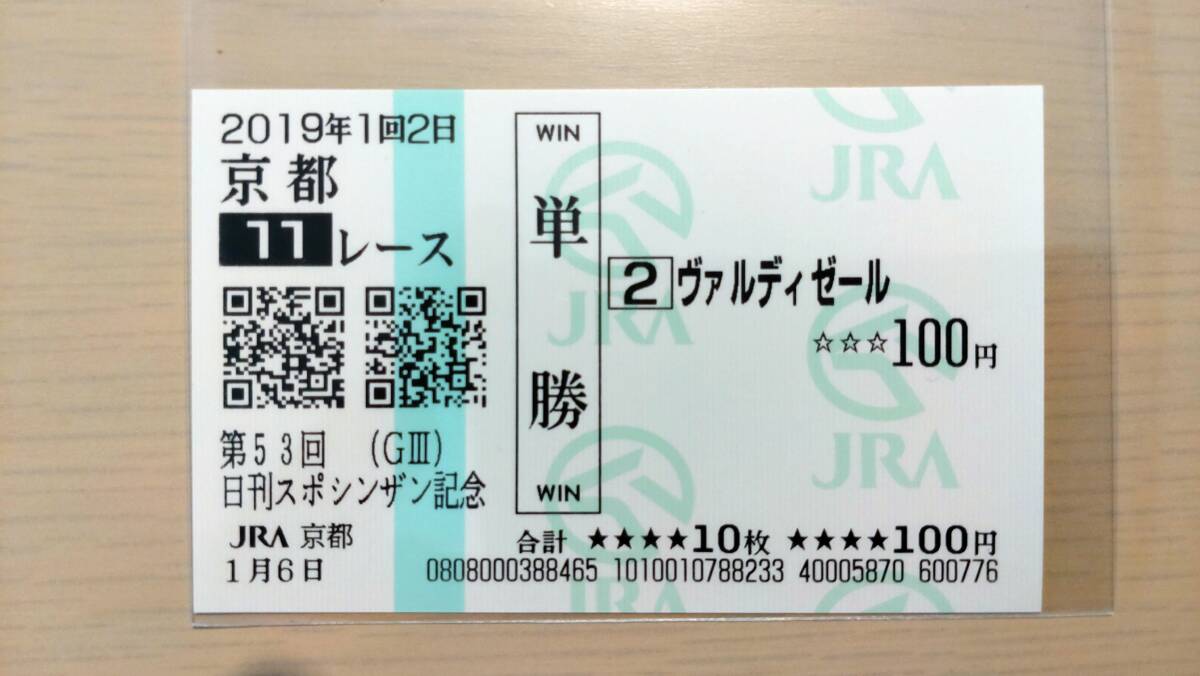 2019年1回2日
京都
11レース
第53回 (GⅢ)
日刊スポシンザン記念
JRA 京都
1月6日
WIN
単勝
WIN
2 ヴァルディゼール
☆☆☆100円
合計 ★★★★10枚 ★★★★100円
0808000388465 1010010788233 40005870 600776
JRA
JRA
JRA
JRA
JRA